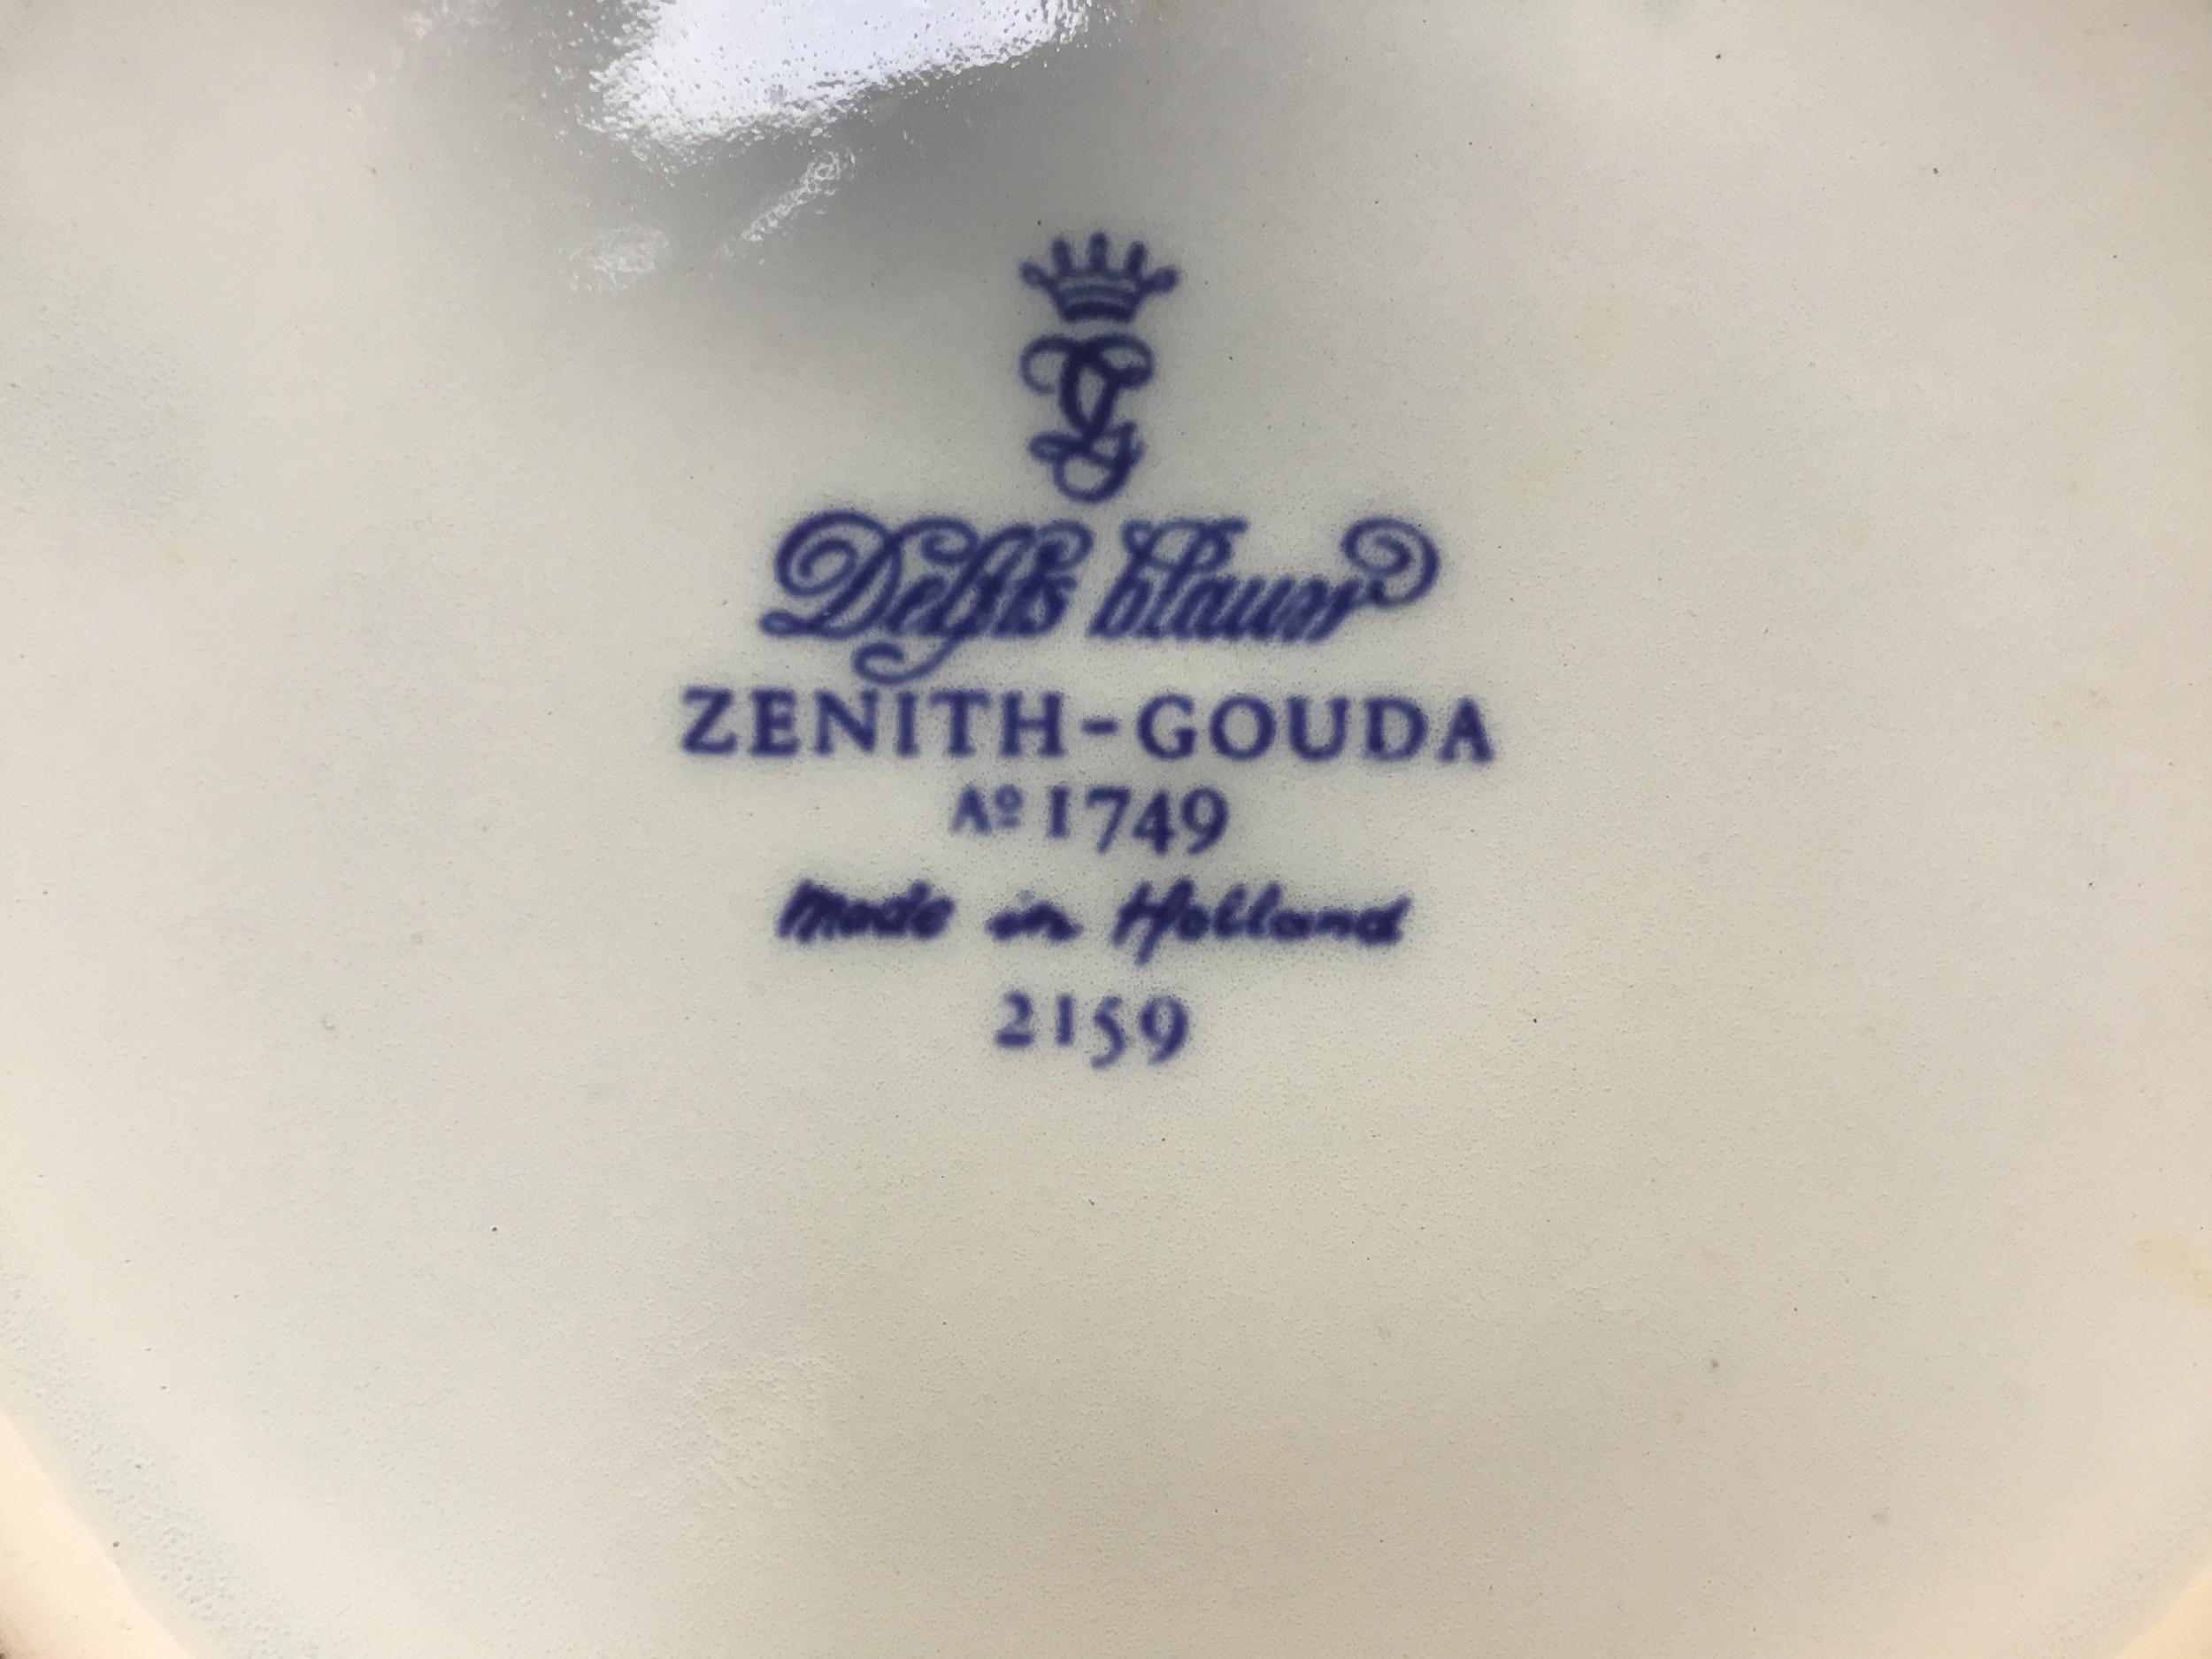 Delfts blauw
ZENITH-GOUDA
Aº 1749
Made in Holland
2159